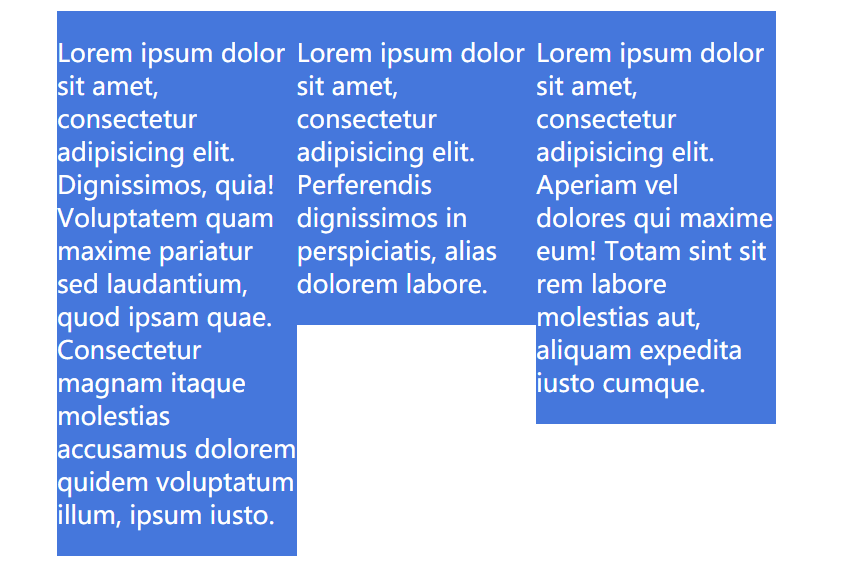 Lorem ipsum dolor
sit amet,
consectetur
adipisicing elit.
Dignissimos, quia!
Voluptatem quam
maxime pariatur
sed laudantium,
quod ipsam quae.
Consectetur
magnam itaque
molestias
accusamus dolorem
quidem voluptatum
illum, ipsum iusto.
Lorem ipsum dolor
sit amet,
consectetur
adipisicing elit.
Perferendis
dignissimos in
perspiciatis, alias
dolorem labore.
Lorem ipsum dolor
sit amet,
consectetur
adipisicing elit.
Aperiam vel
dolores qui maxime
eum! Totam sint sit
rem labore
molestias aut,
aliquam expedita
iusto cumque.